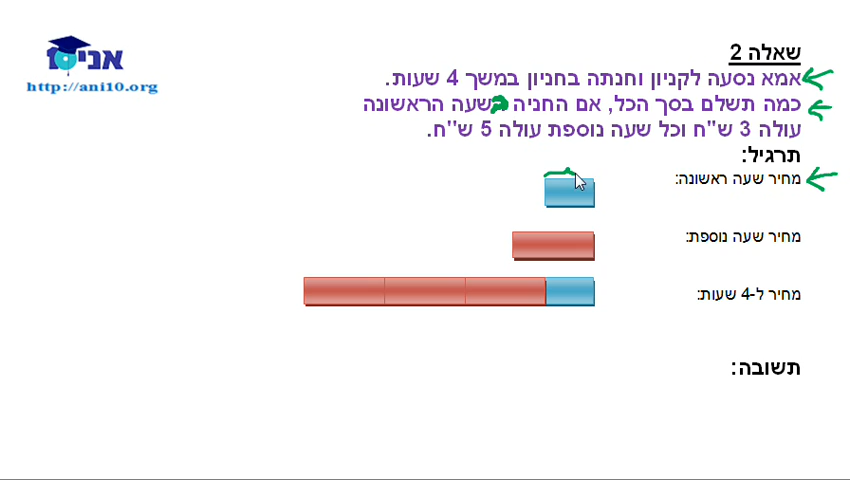 שאלה 2
אמא נסעה לקניון וחנתה בחניון במשך 4 שעות.
כמה תשלם בסך הכל, אם החניה בשעה הראשונה
עולה 3 ש"ח וכל שעה נוספת עולה 5 ש"ח.
תרגיל:
מחיר שעה ראשונה:
מחיר שעה נוספת:
מחיר ל-4 שעות:
תשובה:
אני10
http://ani10.org